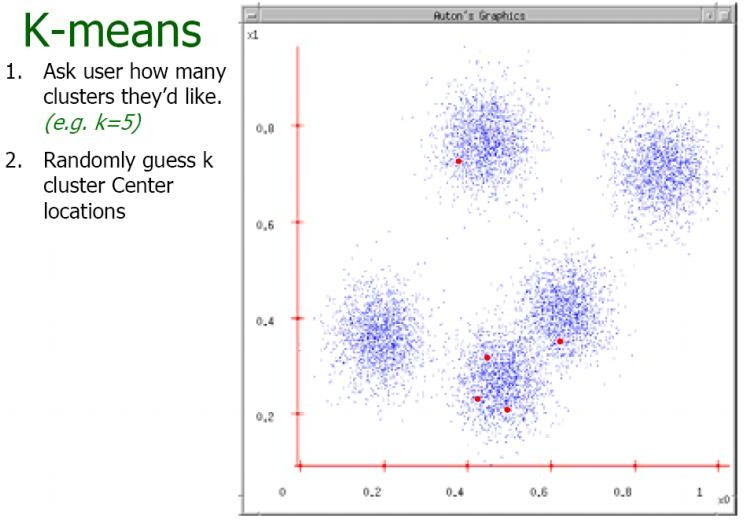 K-means
1. Ask user how many
clusters they'd like.
(e.g. k=5)
2. Randomly guess k
cluster Center
locations
Auton's Graphics
x1
0.8
0.6
0.4
0.2
0 0.2 0.4 0.6 0.8 1 x0